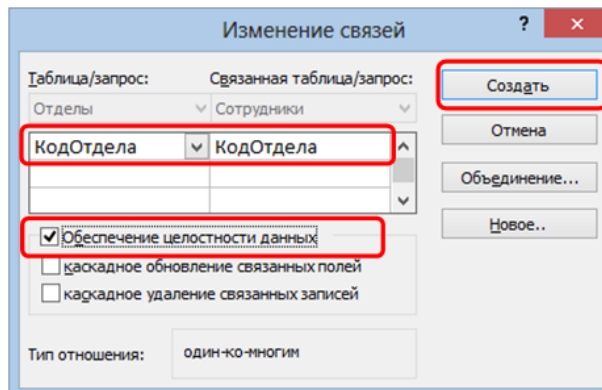 Изменение связей ? ×
Таблица/запрос: Связанная таблица/запрос:
Создать
Отделы Сотрудники
Отмена
КодОтдела КодОтдела
Объединение...
Новое..
Обеспечение целостности данных
каскадное обновление связанных полей
каскадное удаление связанных записей
Тип отношения: один-ко-многим